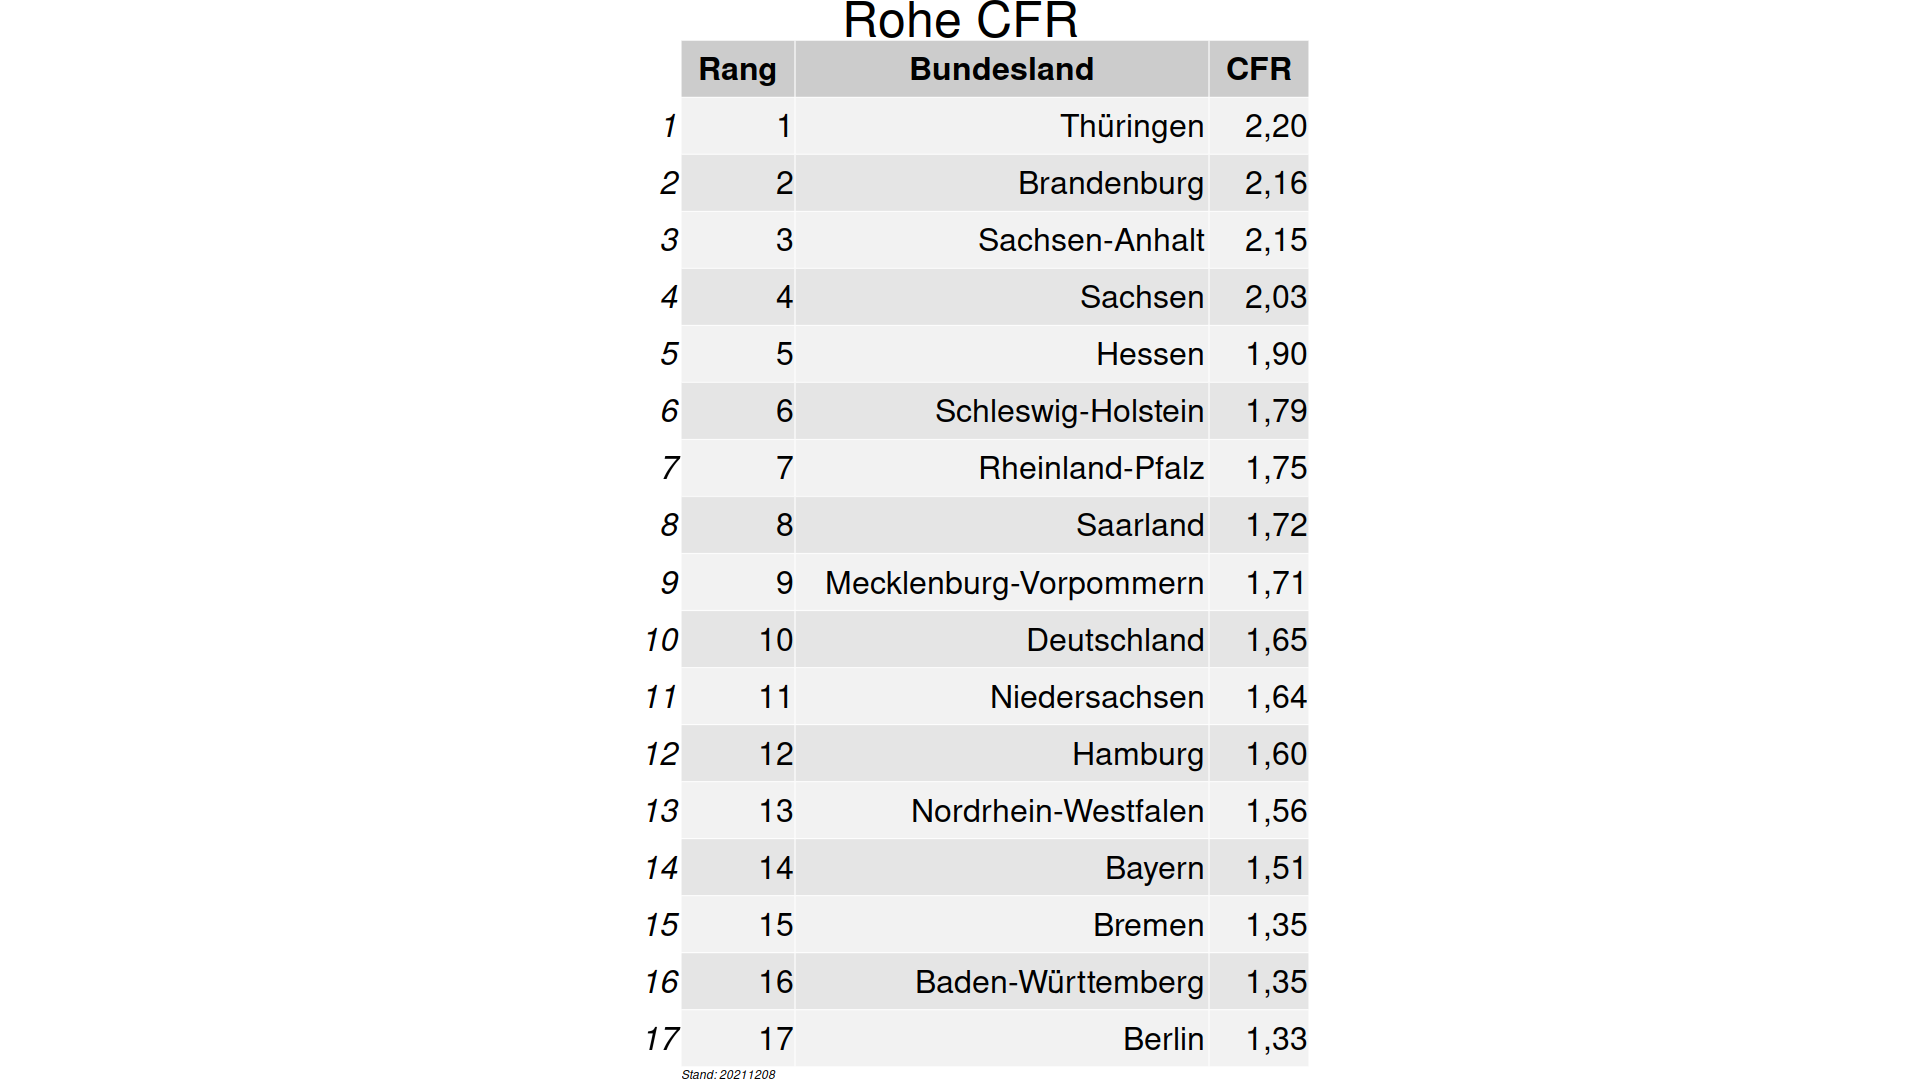 Rohe CFR
Rang Bundesland CFR
1 1 Thüringen 2,20
2 2 Brandenburg 2,16
3 3 Sachsen-Anhalt 2,15
4 4 Sachsen 2,03
5 5 Hessen 1,90
6 6 Schleswig-Holstein 1,79
7 7 Rheinland-Pfalz 1,75
8 8 Saarland 1,72
9 9 Mecklenburg-Vorpommern 1,71
10 10 Deutschland 1,65
11 11 Niedersachsen 1,64
12 12 Hamburg 1,60
13 13 Nordrhein-Westfalen 1,56
14 14 Bayern 1,51
15 15 Bremen 1,35
16 16 Baden-Württemberg 1,35
17 17 Berlin 1,33
Stand: 20211208